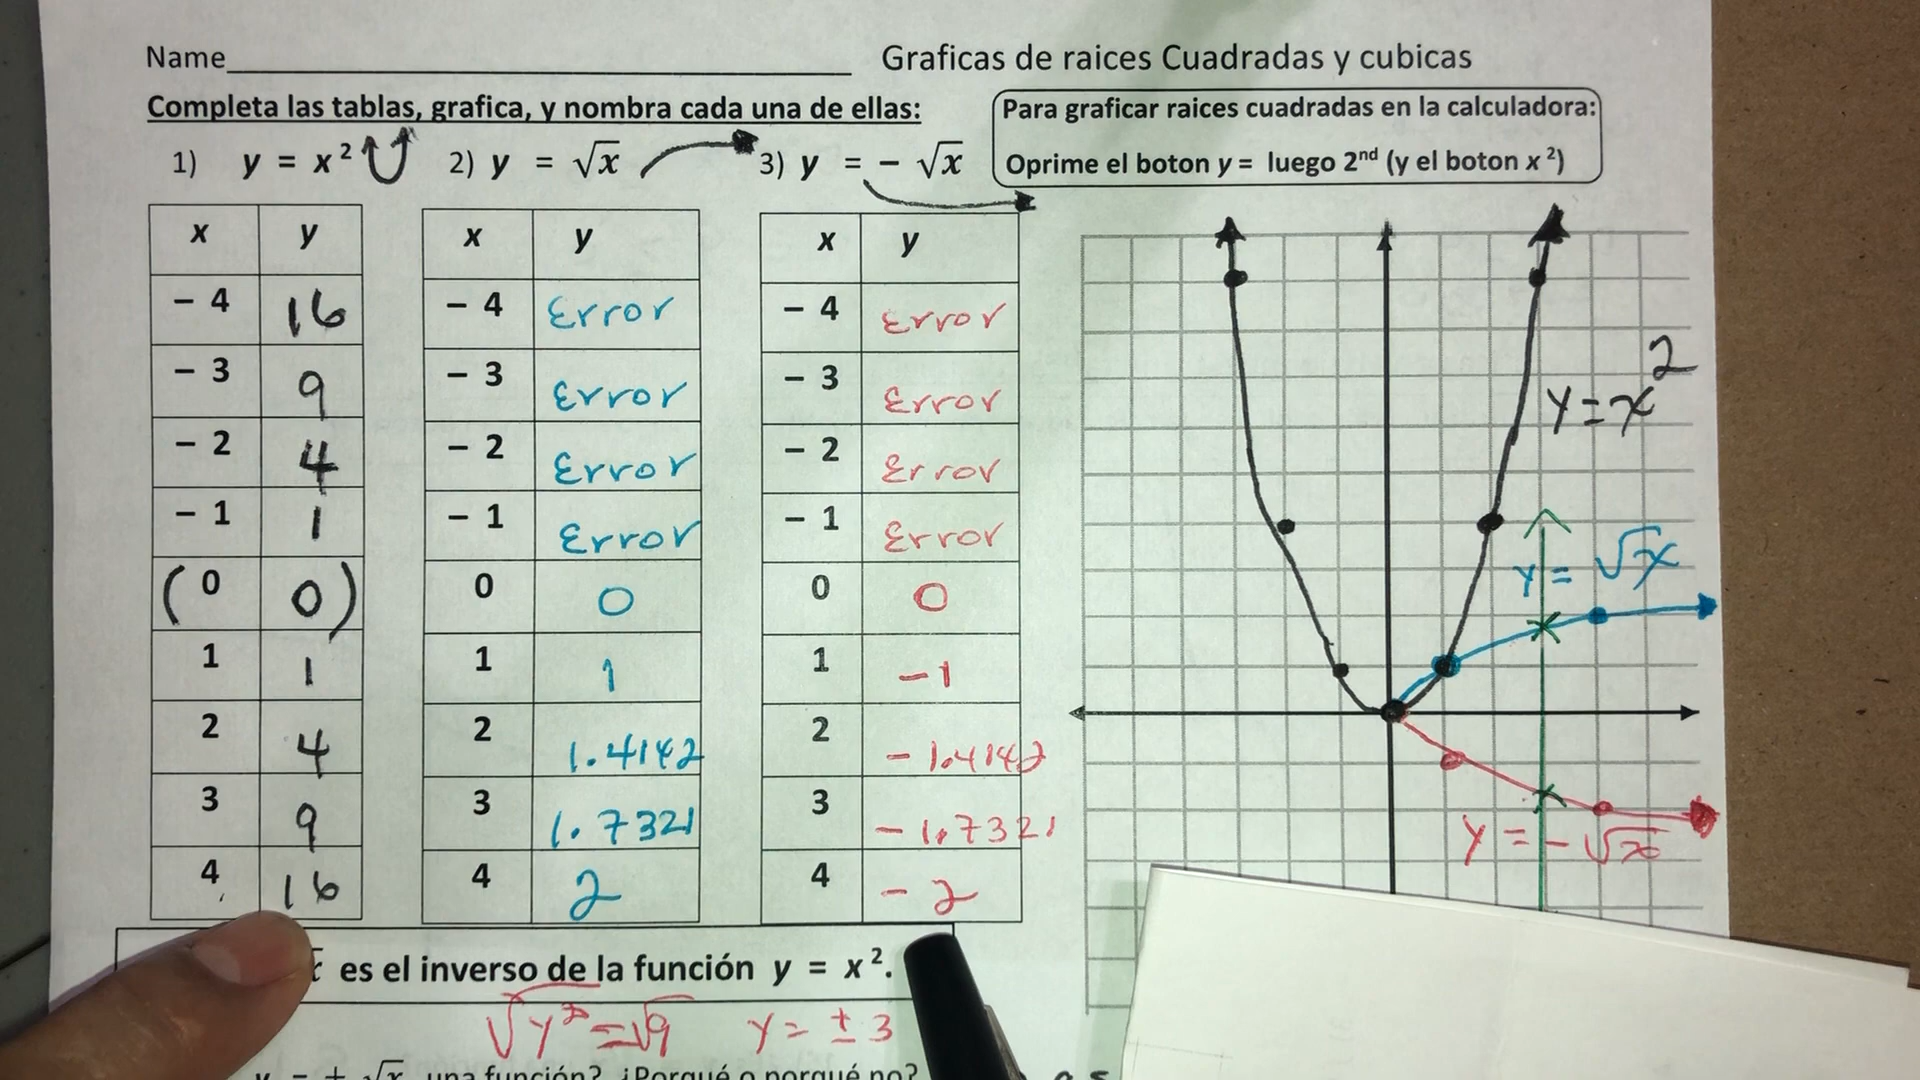 Name Graficas de raices Cuadradas y cubicas
Completa las tablas, grafica, y nombra cada una de ellas:
Para graficar raices cuadradas en la calculadora:
Oprime el boton y = luego 2nd (y el boton x²)
1) y = x²
2) y = √x
3) y = − √x
x y
− 4 16
− 3 9
− 2 4
− 1 1
(0 0)
1 1
2 4
3 9
4 16
x y
− 4 Error
− 3 Error
− 2 Error
− 1 Error
0 0
1 1
2 1.4142
3 1.7321
4 2
x y
− 4 Error
− 3 Error
− 2 Error
− 1 Error
0 0
1 −1
2 −1.4142
3 −1.7321
4 −2
y = x²
y = √x
y = −√x
es el inverso de la función y = x².
√y² = √9 y = ± 3
y = ± √x una función? ¿Porqué o porqué no?